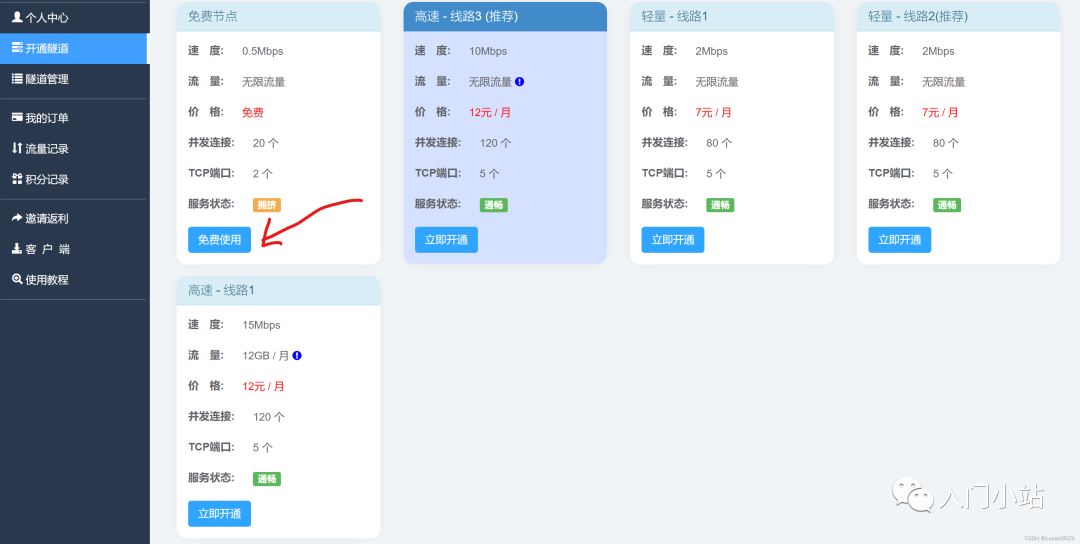 个人中心
开通隧道
隧道管理
我的订单
流量记录
积分记录
邀请返利
客 户 端
使用教程
免费节点
速 度: 0.5Mbps
流 量: 无限流量
价 格: 免费
并发连接: 20 个
TCP端口: 2 个
服务状态: 拥挤
免费使用
高速 - 线路3 (推荐)
速 度: 10Mbps
流 量: 无限流量
价 格: 12元 / 月
并发连接: 120 个
TCP端口: 5 个
服务状态: 通畅
立即开通
轻量 - 线路1
速 度: 2Mbps
流 量: 无限流量
价 格: 7元 / 月
并发连接: 80 个
TCP端口: 5 个
服务状态: 通畅
立即开通
轻量 - 线路2(推荐)
速 度: 2Mbps
流 量: 无限流量
价 格: 7元 / 月
并发连接: 80 个
TCP端口: 5 个
服务状态: 通畅
立即开通
高速 - 线路1
速 度: 15Mbps
流 量: 12GB / 月
价 格: 12元 / 月
并发连接: 120 个
TCP端口: 5 个
服务状态: 通畅
立即开通
入门小站